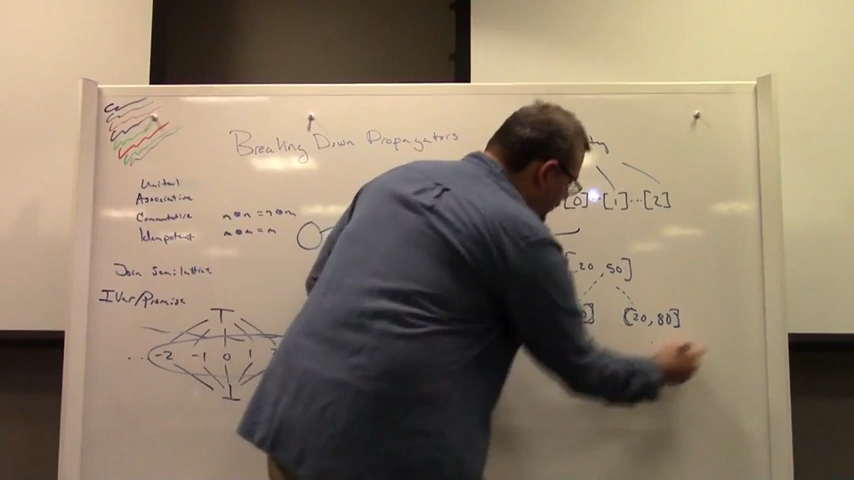 Breaking Down Propagators
Unital
Associative
Commutative m⊕n = n⊕m
Idempotent m⊕m = m
Join Semilattice
IVar/Promise
T
... -2 -1 0 1
⊥
[0] ... [1] ... [2]
[20, 50]
[20, 80]